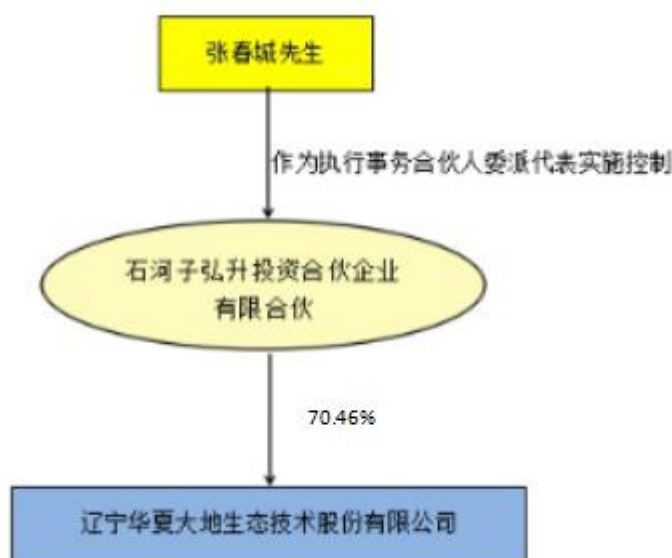 张春城先生
作为执行事务合伙人委派代表实施控制
石河子弘升投资合伙企业
有限合伙
70.46%
辽宁华夏大地生态技术股份有限公司